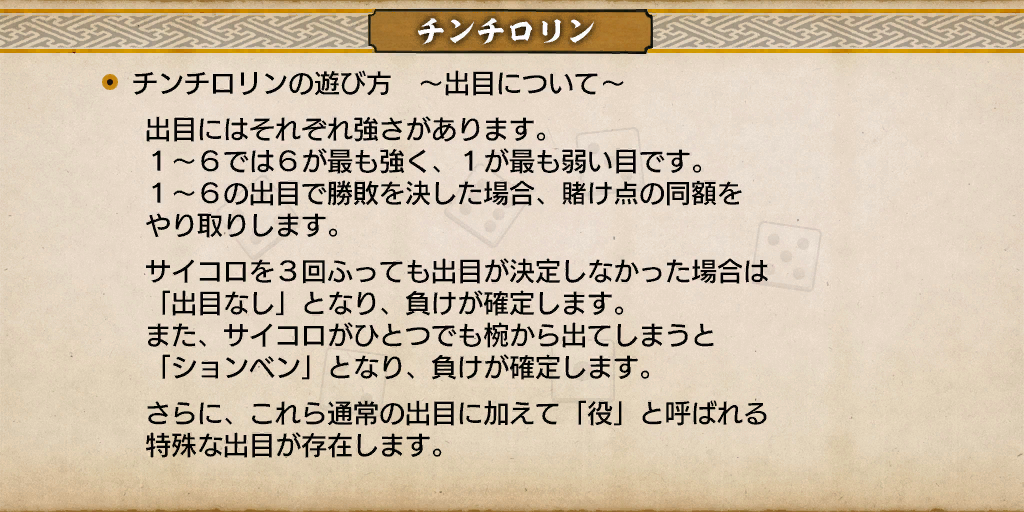 チンチロリン
チンチロリンの遊び方　～出目について～
出目にはそれぞれ強さがあります。
１～６では６が最も強く、１が最も弱い目です。
１～６の出目で勝敗を決した場合、賭け点の同額を
やり取りします。
サイコロを３回ふっても出目が決定しなかった場合は
「出目なし」となり、負けが確定します。
また、サイコロがひとつでも椀から出てしまうと
「ションベン」となり、負けが確定します。
さらに、これら通常の出目に加えて「役」と呼ばれる
特殊な出目が存在します。